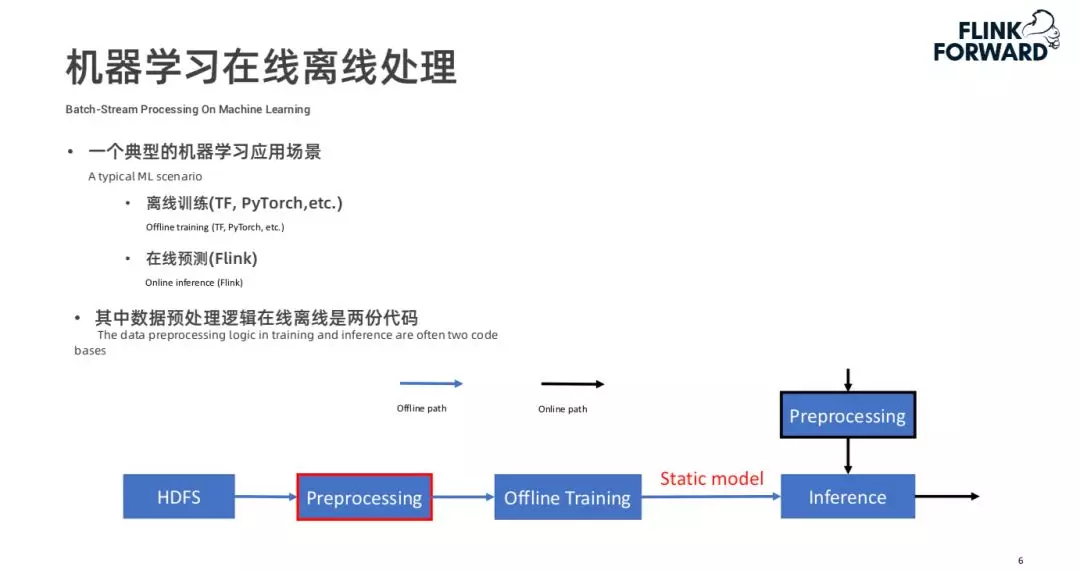 FLINK
FORWARD
机器学习在线离线处理
Batch-Stream Processing On Machine Learning
• 一个典型的机器学习应用场景
A typical ML scenario
• 离线训练(TF, PyTorch,etc.)
Offline training (TF, PyTorch, etc.)
• 在线预测(Flink)
Online inference (Flink)
• 其中数据预处理逻辑在线离线是两份代码
The data preprocessing logic in training and inference are often two code
bases
Offline path
Online path
Preprocessing
HDFS
Preprocessing
Offline Training
Static model
Inference
6